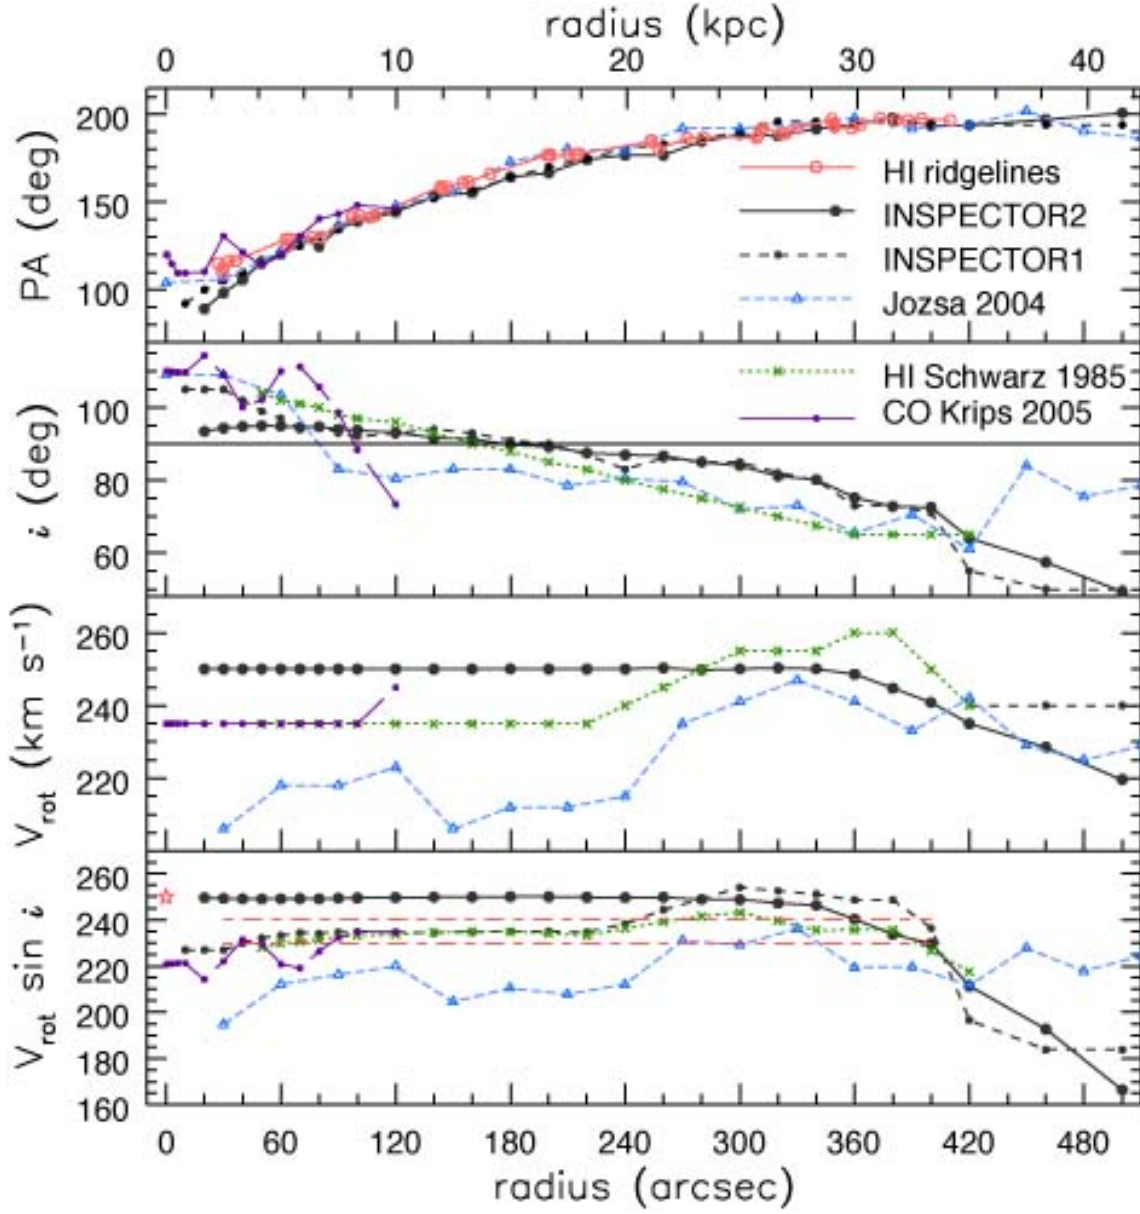 radius (kpc)
0 10 20 30 40
PA (deg)
200
150
100
HI ridgelines
INSPECTOR2
INSPECTOR1
Jozsa 2004
i (deg)
100
80
60
HI Schwarz 1985
CO Krips 2005
V_rot (km s⁻¹)
260
240
220
V_rot sin i
260
240
220
200
180
160
0 60 120 180 240 300 360 420 480
radius (arcsec)